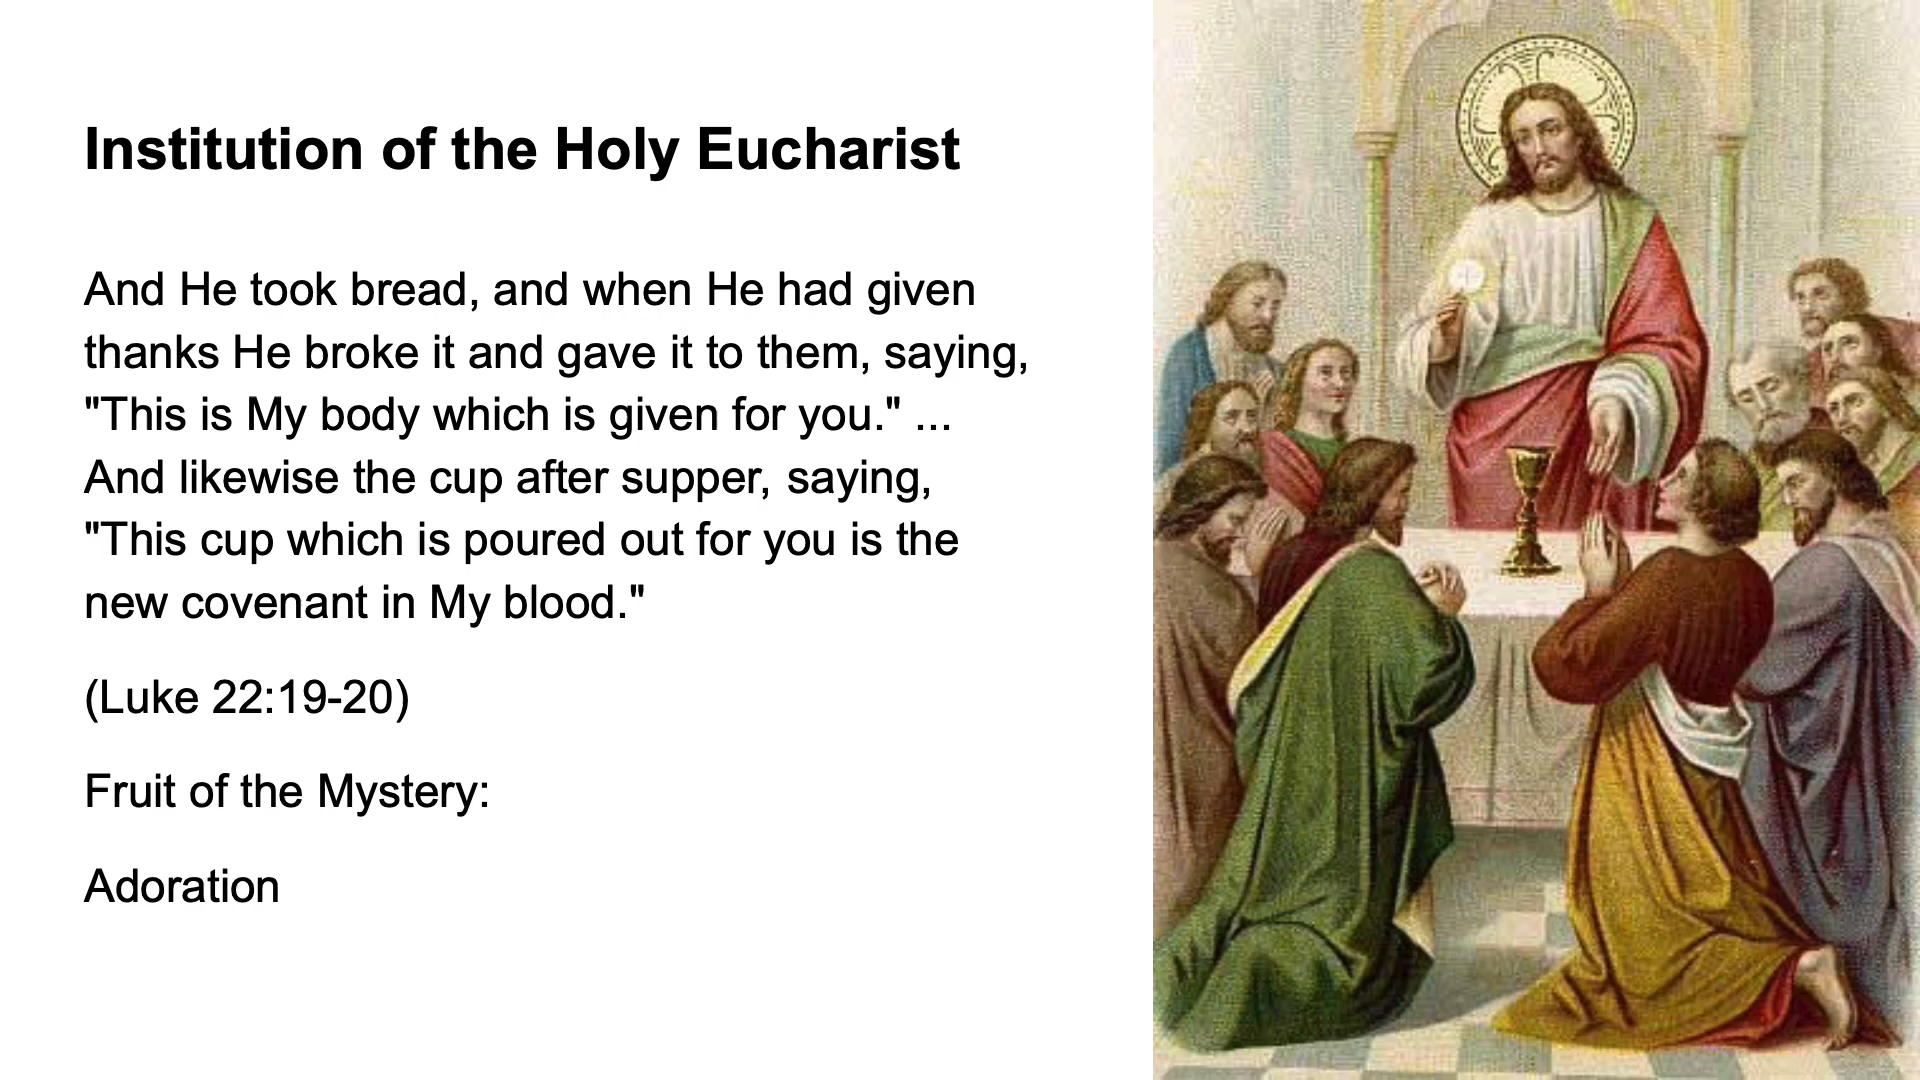 Institution of the Holy Eucharist
And He took bread, and when He had given
thanks He broke it and gave it to them, saying,
"This is My body which is given for you." ...
And likewise the cup after supper, saying,
"This cup which is poured out for you is the
new covenant in My blood."
(Luke 22:19-20)
Fruit of the Mystery:
Adoration